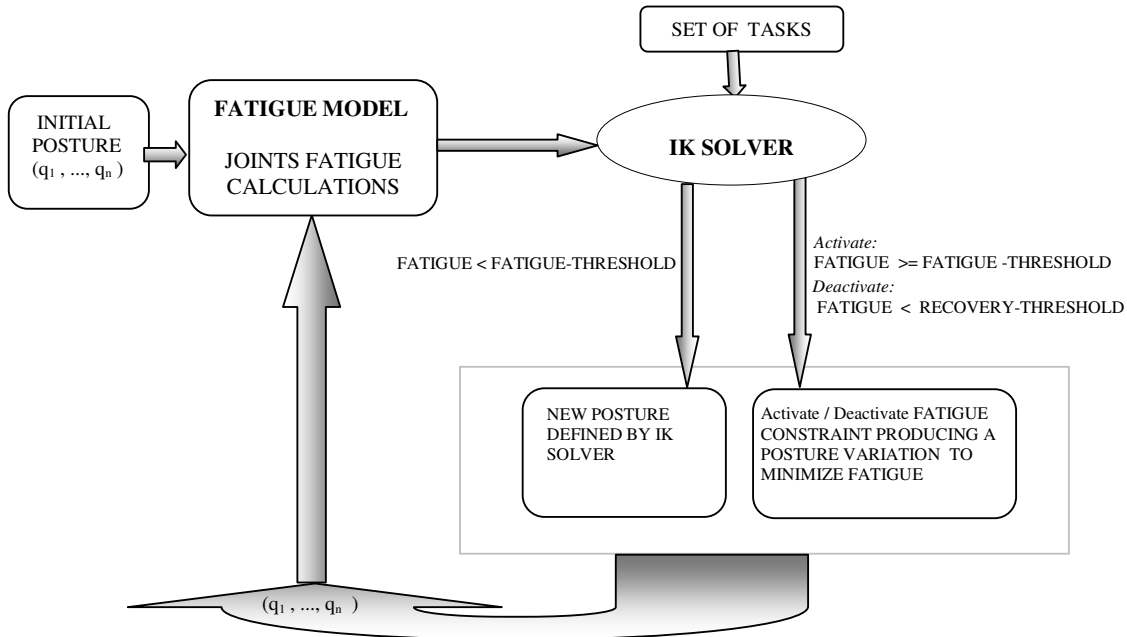 SET OF TASKS
INITIAL
POSTURE
(q₁ , ..., qₙ )
FATIGUE MODEL
JOINTS FATIGUE
CALCULATIONS
IK SOLVER
FATIGUE < FATIGUE-THRESHOLD
Activate:
FATIGUE >= FATIGUE -THRESHOLD
Deactivate:
FATIGUE < RECOVERY-THRESHOLD
NEW POSTURE
DEFINED BY IK
SOLVER
Activate / Deactivate FATIGUE
CONSTRAINT PRODUCING A
POSTURE VARIATION TO
MINIMIZE FATIGUE
(q₁ , ..., qₙ )